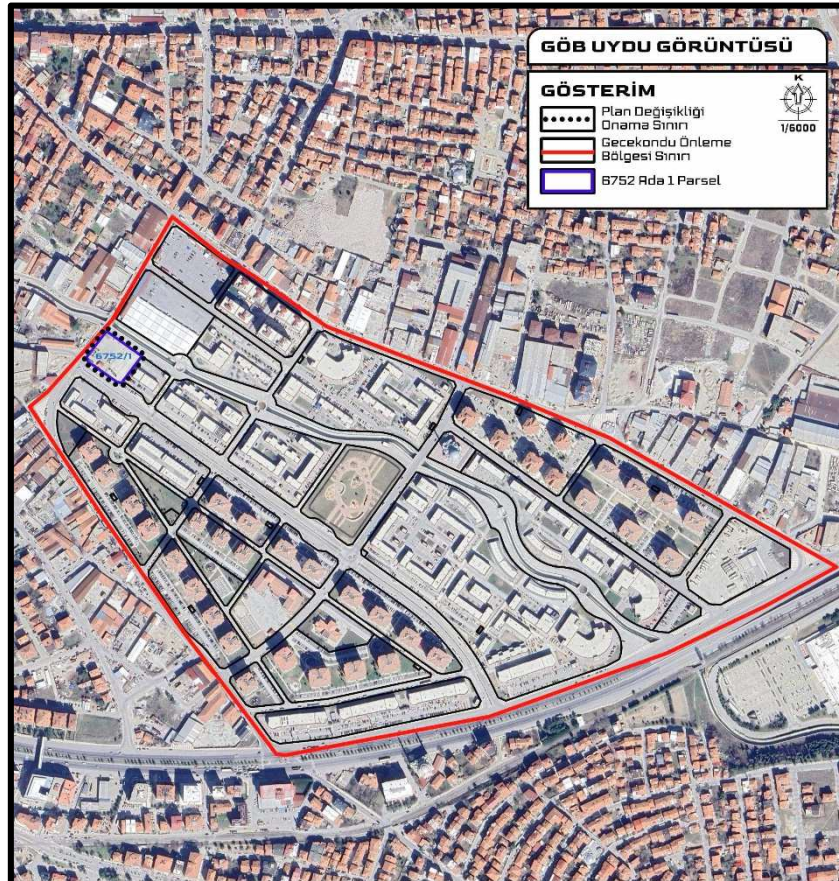 GÖB UYDU GÖRÜNTÜSÜ
GÖSTERİM
K
1/6000
Plan Değişikliği
Onama Sınırı
Gecekondu Önleme
Bölgesi Sınırı
6752 Ada 1 Parsel
6752/1